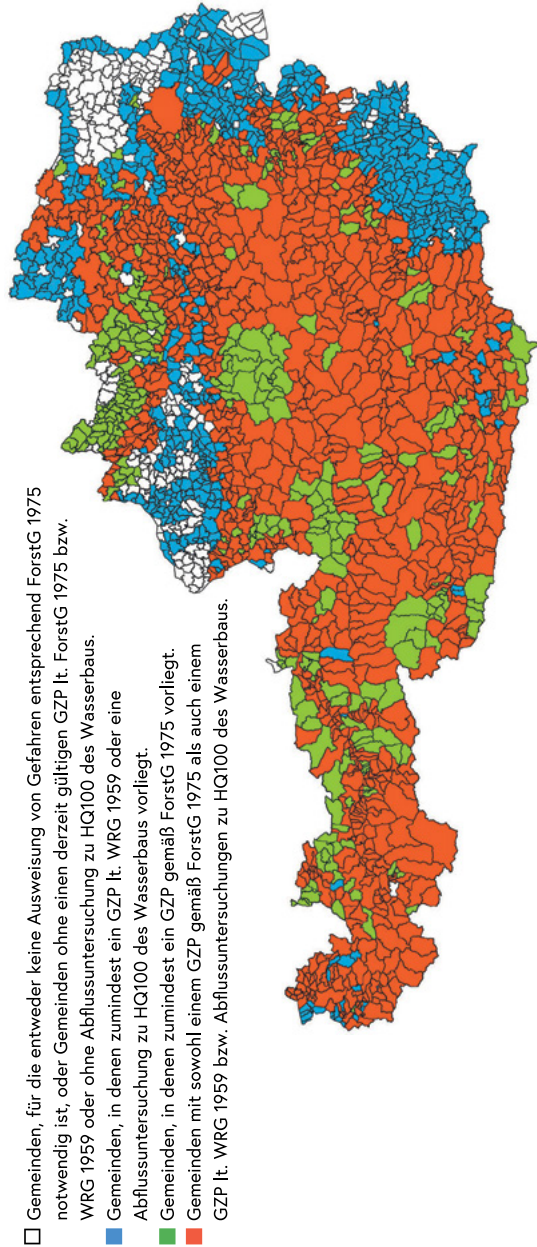 Gemeinden, für die entweder keine Ausweisung von Gefahren entsprechend ForstG 1975
notwendig ist, oder Gemeinden ohne einen derzeit gültigen GZP lt. ForstG 1975 bzw.
WRG 1959 oder ohne Abflussuntersuchung zu HQ100 des Wasserbaus.
Gemeinden, in denen zumindest ein GZP lt. WRG 1959 oder eine
Abflussuntersuchung zu HQ100 des Wasserbaus vorliegt.
Gemeinden, in denen zumindest ein GZP gemäß ForstG 1975 vorliegt.
Gemeinden mit sowohl einem GZP gemäß ForstG 1975 als auch einem
GZP lt. WRG 1959 bzw. Abflussuntersuchungen zu HQ100 des Wasserbaus.